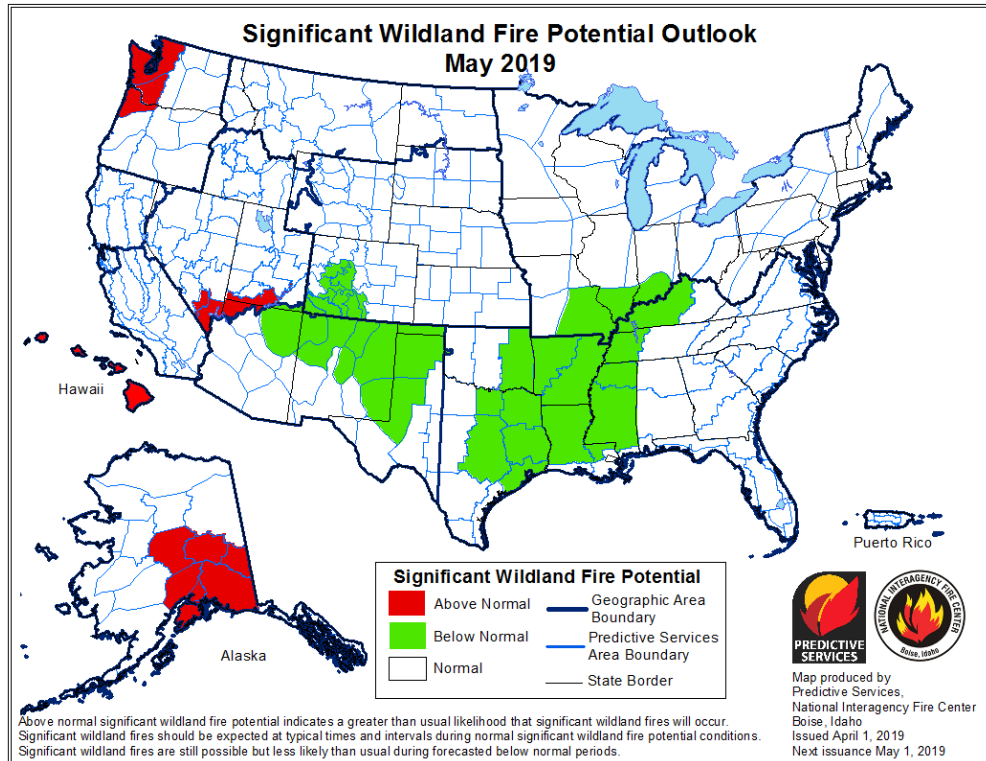 Significant Wildland Fire Potential Outlook
May 2019
Hawaii
Alaska
Puerto Rico
Significant Wildland Fire Potential
Above Normal
Below Normal
Normal
Geographic Area
Boundary
Predictive Services
Area Boundary
State Border
PREDICTIVE
SERVICES
NATIONAL INTERAGENCY FIRE CENTER
Boise, Idaho
Map produced by
Predictive Services,
National Interagency Fire Center
Boise, Idaho
Issued April 1, 2019
Next issuance May 1, 2019
Above normal significant wildland fire potential indicates a greater than usual likelihood that significant wildland fires will occur.
Significant wildland fires should be expected at typical times and intervals during normal significant wildland fire potential conditions.
Significant wildland fires are still possible but less likely than usual during forecasted below normal periods.